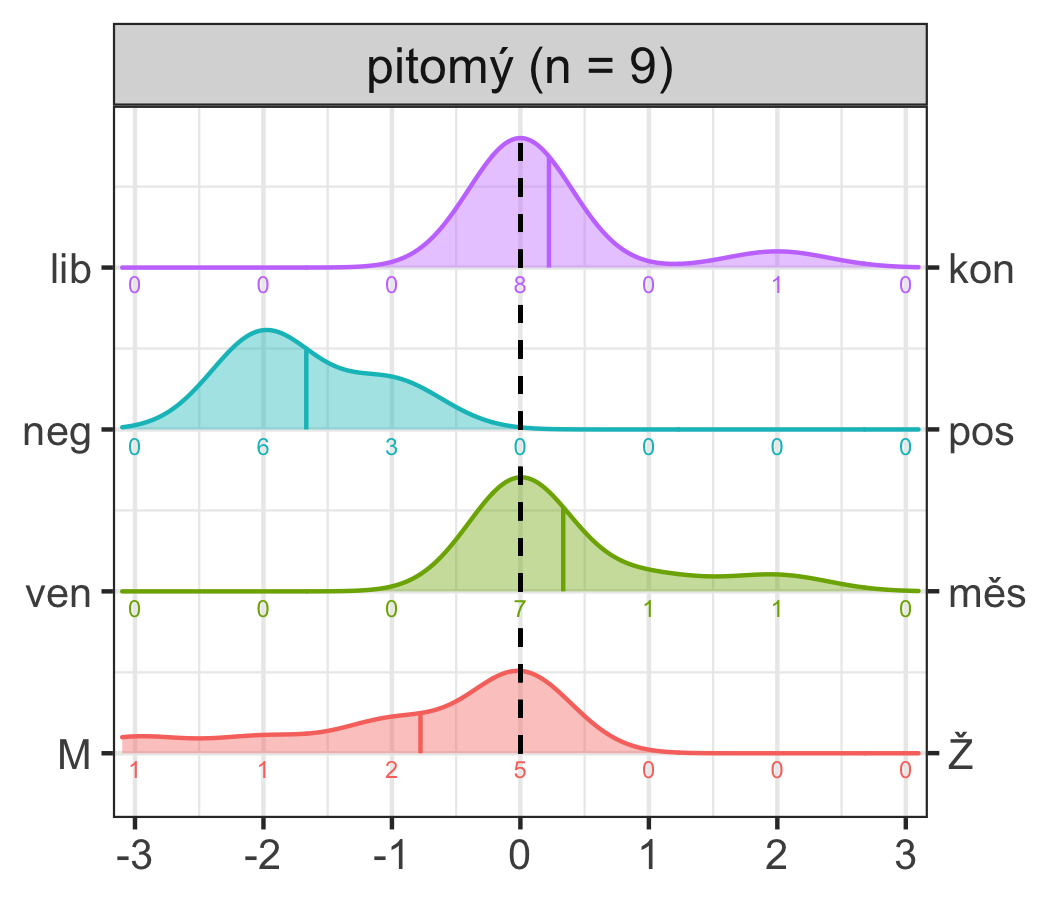 pitomý (n = 9)
lib kon
0 0 0 8 0 1 0
neg pos
0 6 3 0 0 0 0
ven měs
0 0 0 7 1 1 0
M Ž
1 1 2 5 0 0 0
-3 -2 -1 0 1 2 3